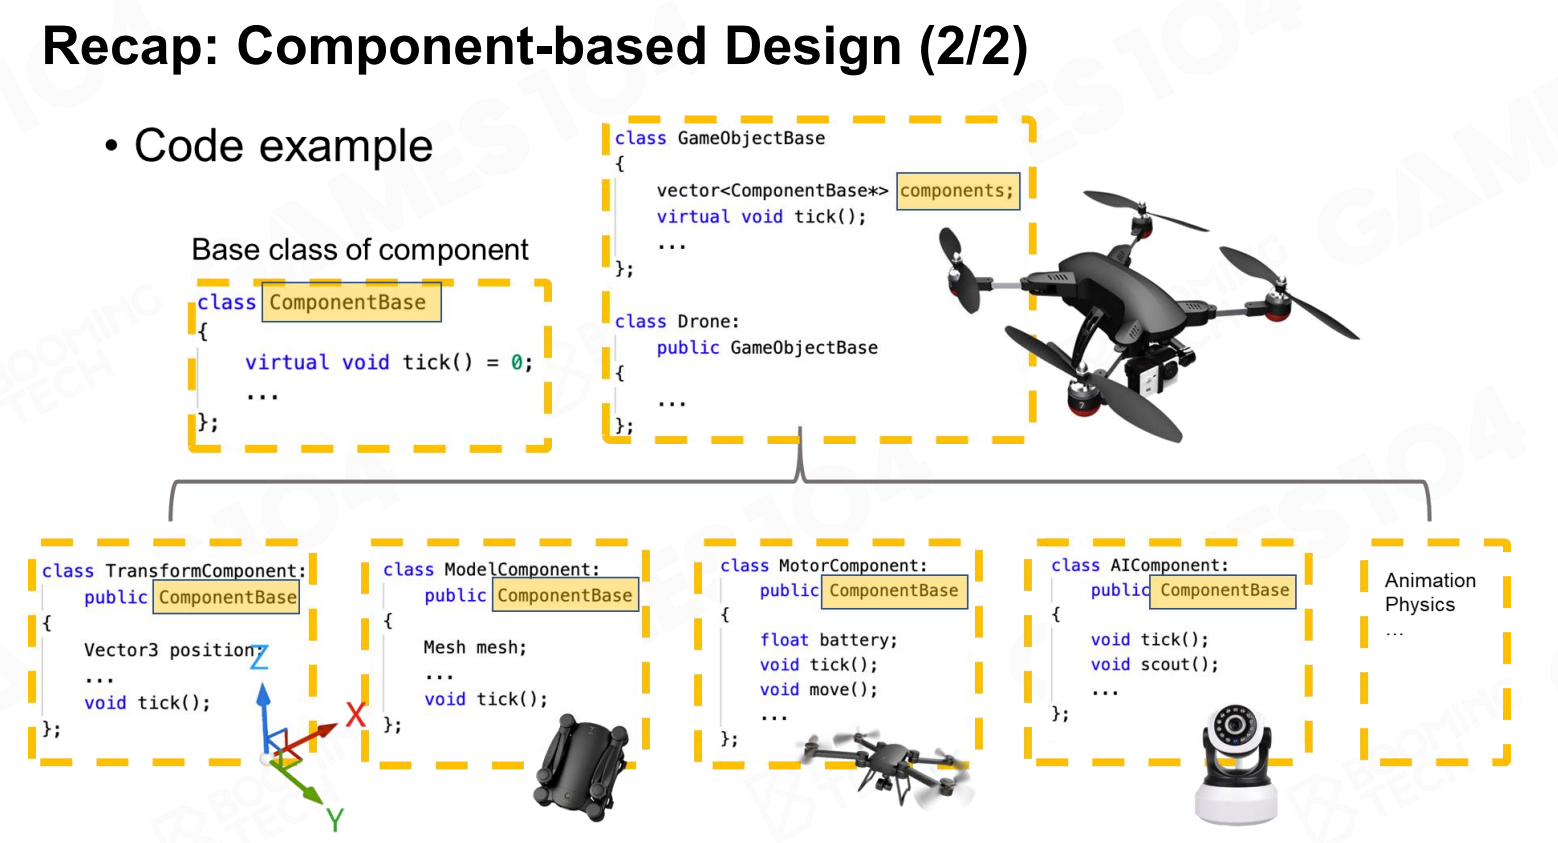 Recap: Component-based Design (2/2)
• Code example
Base class of component
class ComponentBase
{
virtual void tick() = 0;
...
};
class GameObjectBase
{
vector<ComponentBase*> components;
virtual void tick();
...
};
class Drone:
public GameObjectBase
{
...
};
class TransformComponent:
public ComponentBase
{
Vector3 position;
...
void tick();
};
Z
X
Y
class ModelComponent:
public ComponentBase
{
Mesh mesh;
...
void tick();
};
class MotorComponent:
public ComponentBase
{
float battery;
void tick();
void move();
...
};
class AIComponent:
public ComponentBase
{
void tick();
void scout();
...
};
Animation
Physics
...
GAMES104
BOOMING
TECH